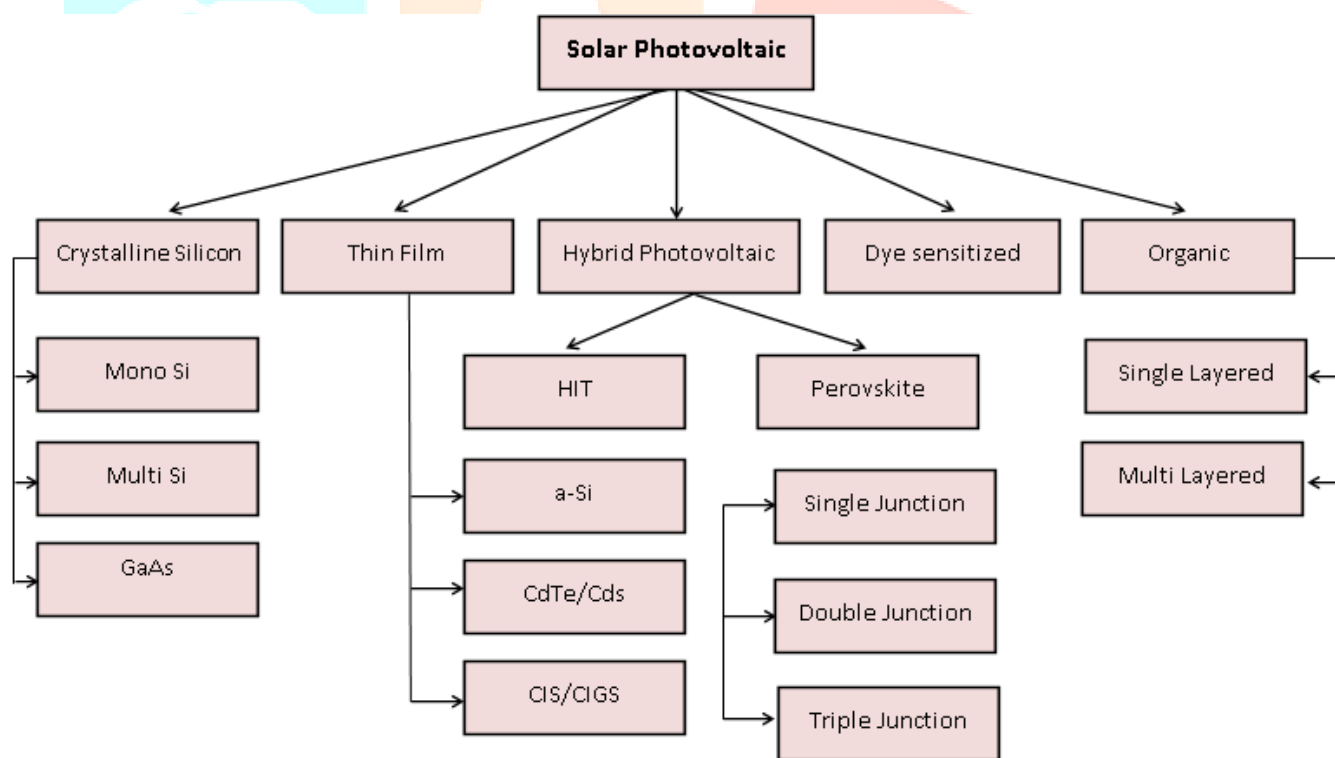 Solar Photovoltaic
Crystalline Silicon
Thin Film
Hybrid Photovoltaic
Dye sensitized
Organic
Mono Si
Multi Si
GaAs
HIT
Perovskite
a-Si
CdTe/Cds
CIS/CIGS
Single Junction
Double Junction
Triple Junction
Single Layered
Multi Layered